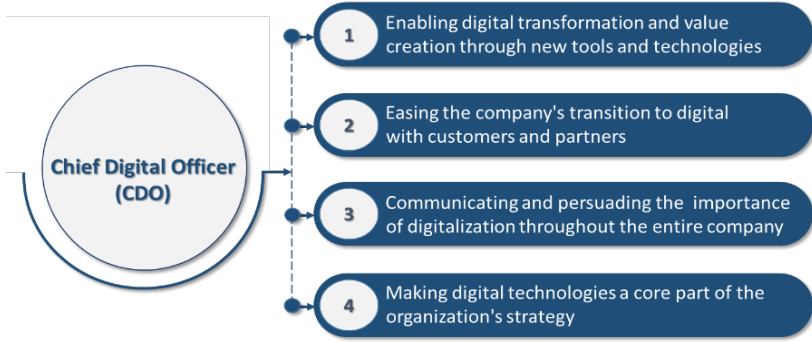 Chief Digital Officer
(CDO)
1
Enabling digital transformation and value
creation through new tools and technologies
2
Easing the company's transition to digital
with customers and partners
3
Communicating and persuading the  importance
of digitalization throughout the entire company
4
Making digital technologies a core part of the
organization's strategy